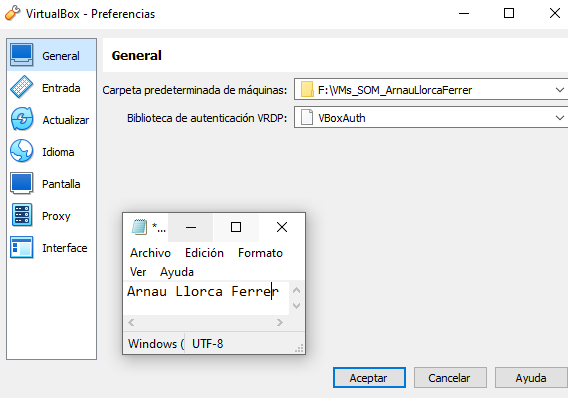 VirtualBox - Preferencias
General
Entrada
Actualizar
Idioma
Pantalla
Proxy
Interface
General
Carpeta predeterminada de máquinas: F:\VMs_SOM_ArnauLlorcaFerrer
Biblioteca de autenticación VRDP: VBoxAuth
*...
Archivo Edición Formato
Ver Ayuda
Arnau Llorca Ferrer
Windows ( UTF-8
Aceptar Cancelar Ayuda